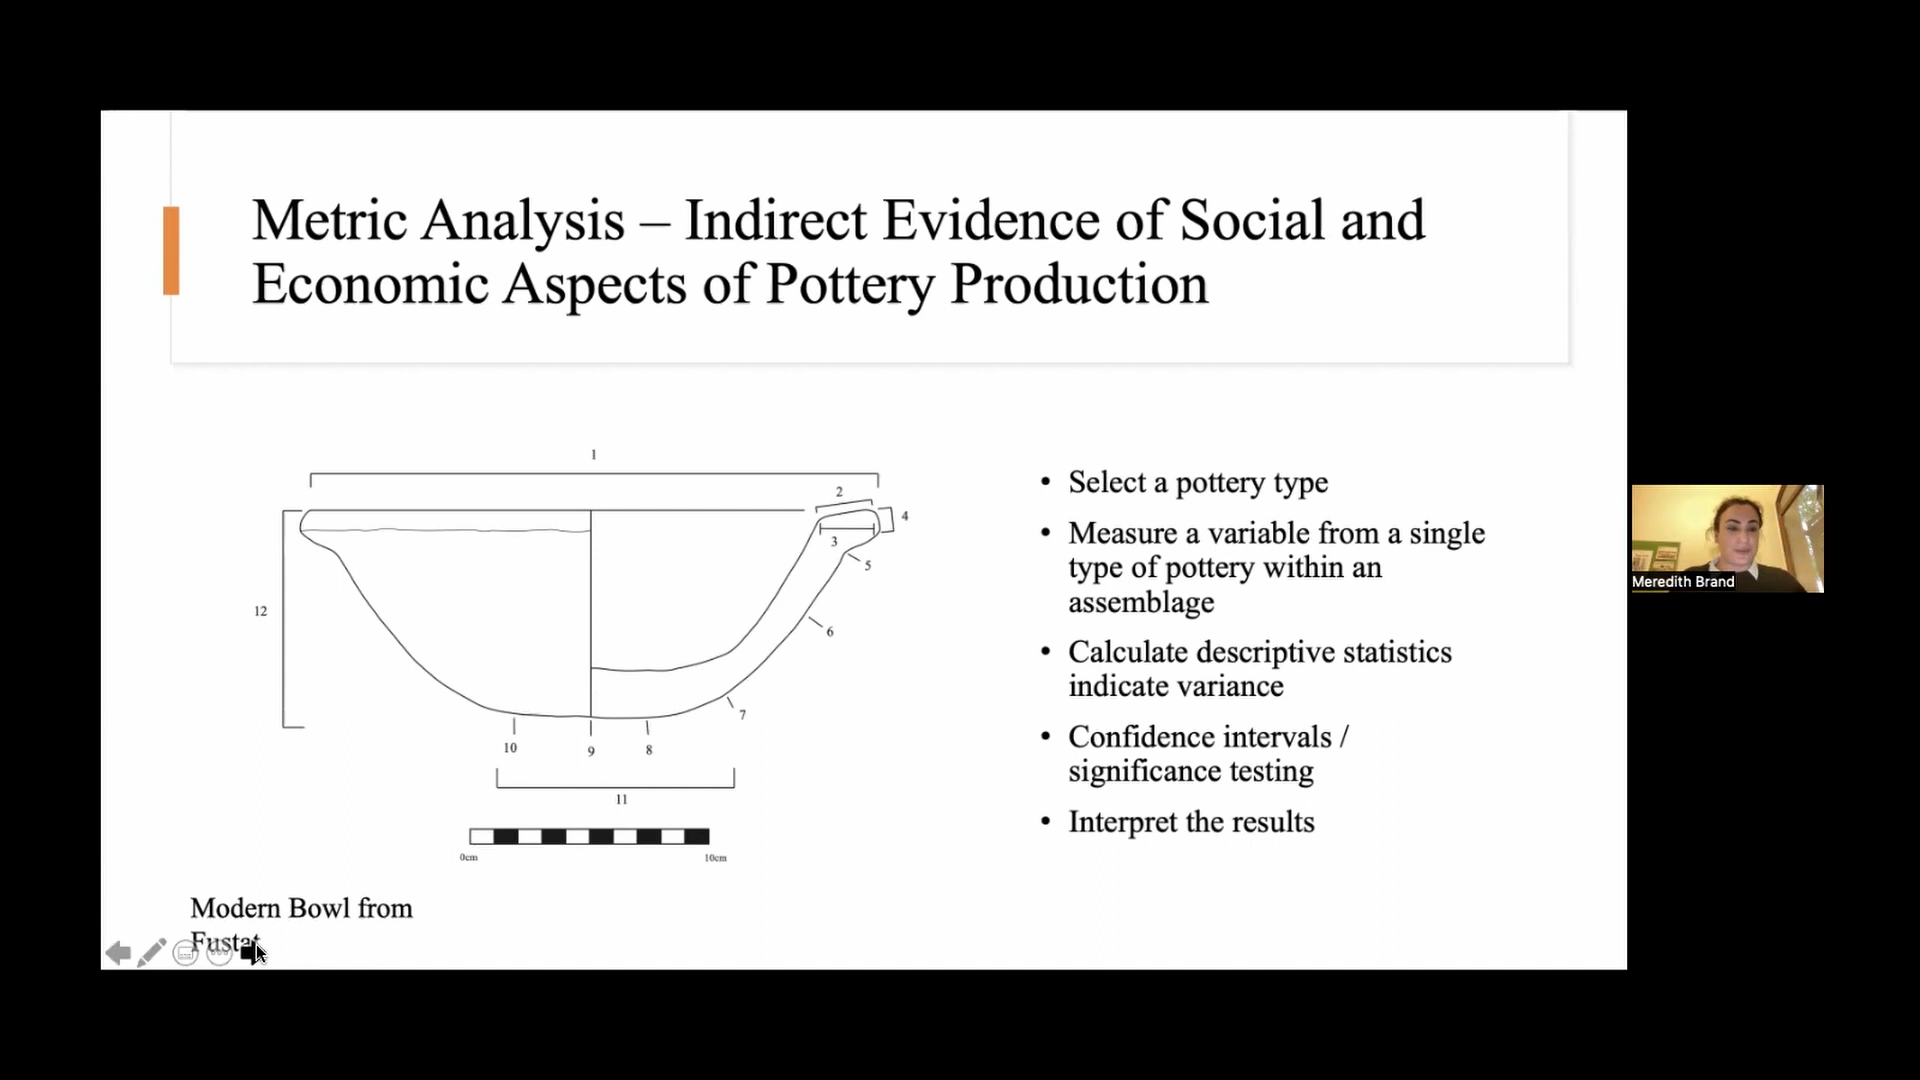 Metric Analysis – Indirect Evidence of Social and
Economic Aspects of Pottery Production
1
2
3
4
5
6
7
8
9
10
11
12
0cm
10cm
Modern Bowl from
Fustat
• Select a pottery type
• Measure a variable from a single
type of pottery within an
assemblage
• Calculate descriptive statistics
indicate variance
• Confidence intervals /
significance testing
• Interpret the results
Meredith Brand